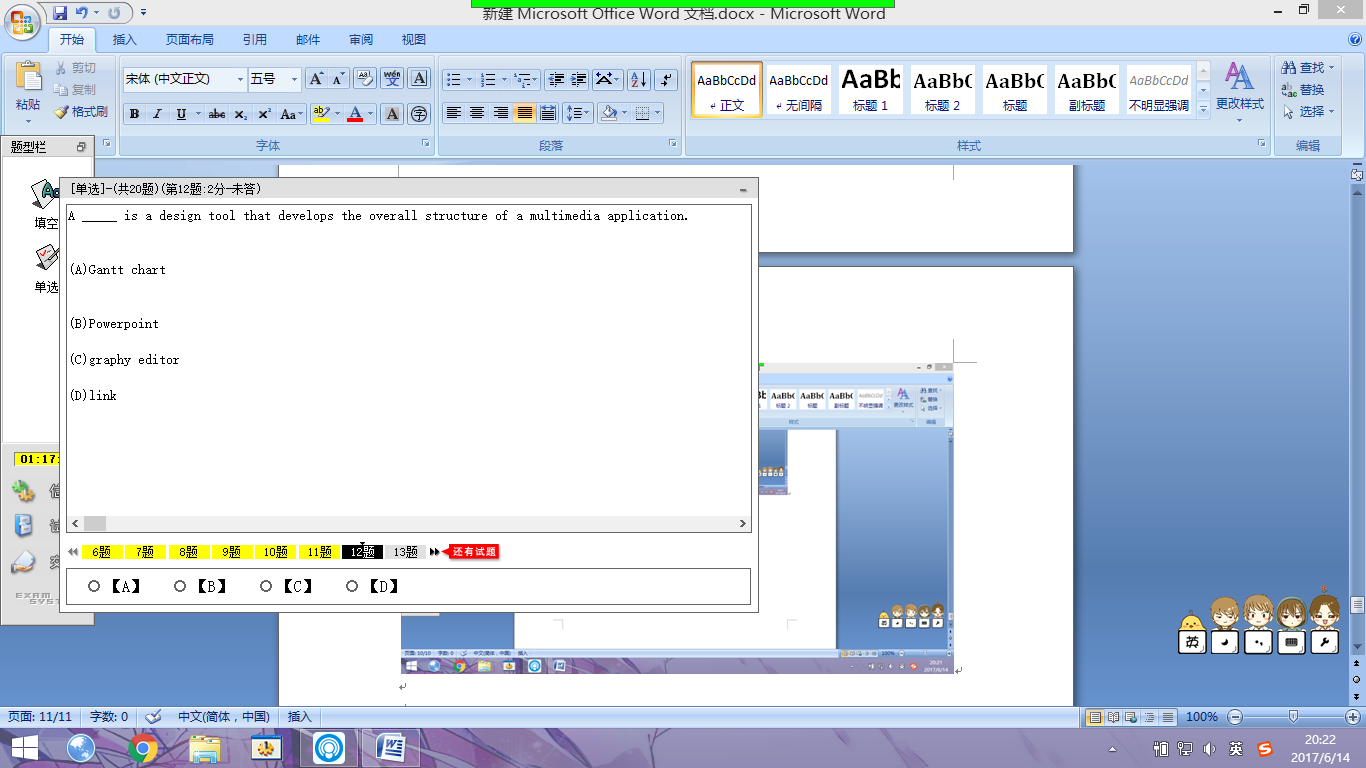 新建 Microsoft Office Word 文档.docx - Microsoft Word
开始 插入 页面布局 引用 邮件 审阅 视图
粘贴
剪切
复制
格式刷
宋体 (中文正文) 五号
字体
段落
AaBbCcDd 正文
AaBbCcDd 无间隔
AaBb 标题 1
AaBbC 标题 2
AaBbC 标题
AaBbC 副标题
AaBbCcDd 不明显强调
更改样式
样式
查找
替换
选择
编辑
题型栏
填空
单选
01:17:
[单选]-(共20题)(第12题:2分-未答)
A _____ is a design tool that develops the overall structure of a multimedia application.
(A)Gantt chart
(B)Powerpoint
(C)graphy editor
(D)link
6题 7题 8题 9题 10题 11题 12题 13题 还有试题
【A】 【B】 【C】 【D】
EXAM
SYST
英
页面: 11/11 字数: 0 中文(简体，中国) 插入 100%
英
20:22
2017/6/14